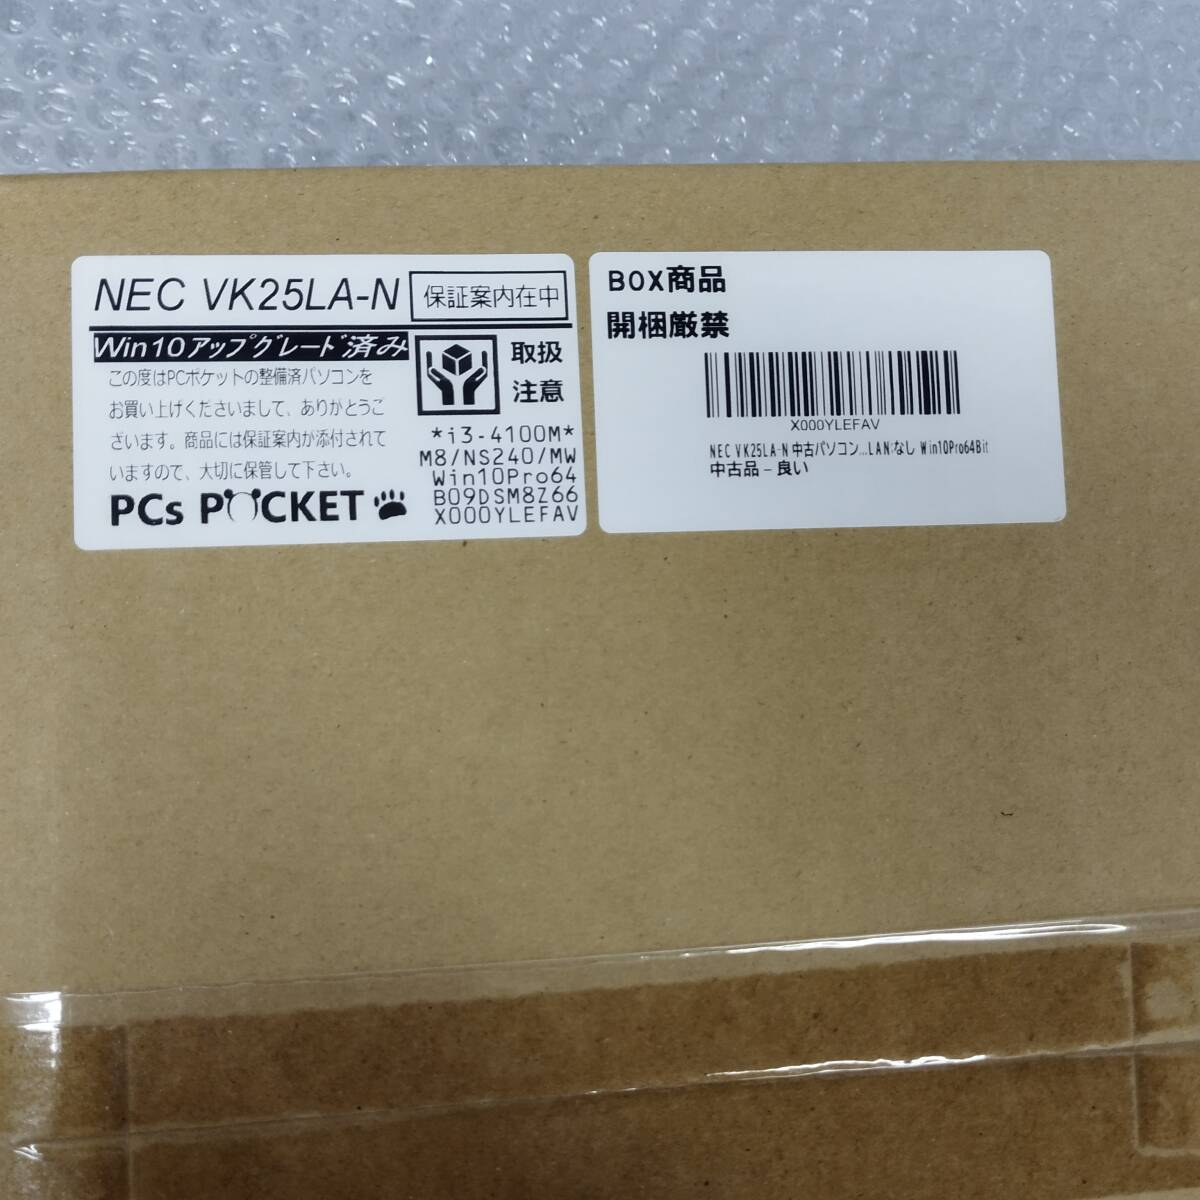 NEC VK25LA-N 保証案内在中
Win10アップグレード済み
この度はPCポケットの整備済パソコンを
お買い上げくださいまして、ありがとうご
ざいます。商品には保証案内が添付されて
いますので、大切に保管して下さい。
PCs POCKET
取扱
注意
*i3-4100M*
M8/NS240/MW
Win10Pro64
B09DSM8Z66
X000YLEFAV
BOX商品
開梱厳禁
X000YLEFAV
NEC VK25LA-N 中古パソコン...LAN:なし Win10Pro64Bit
中古品 – 良い